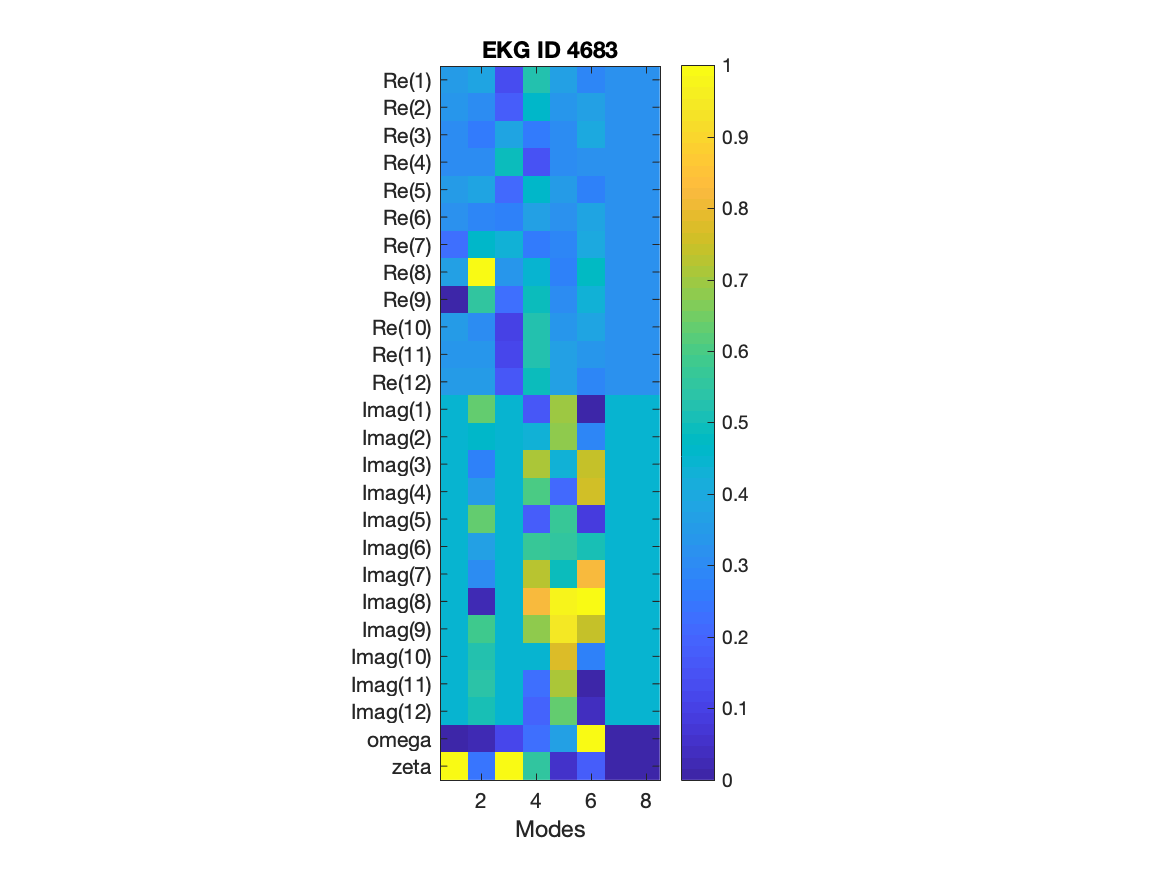 EKG ID 4683
Re(1)
Re(2)
Re(3)
Re(4)
Re(5)
Re(6)
Re(7)
Re(8)
Re(9)
Re(10)
Re(11)
Re(12)
Imag(1)
Imag(2)
Imag(3)
Imag(4)
Imag(5)
Imag(6)
Imag(7)
Imag(8)
Imag(9)
Imag(10)
Imag(11)
Imag(12)
omega
zeta
2 4 6 8
Modes
1
0.9
0.8
0.7
0.6
0.5
0.4
0.3
0.2
0.1
0